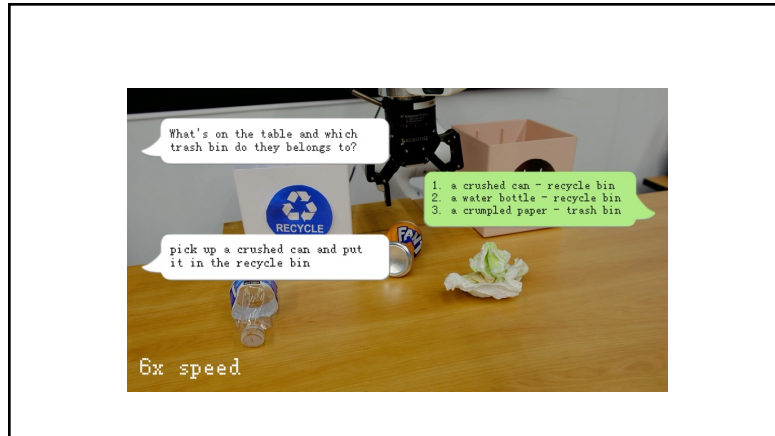 What's on the table and which
trash bin do they belongs to?
1. a crushed can - recycle bin
2. a water bottle - recycle bin
3. a crumpled paper - trash bin
RECYCLE
pick up a crushed can and put
it in the recycle bin
6x speed